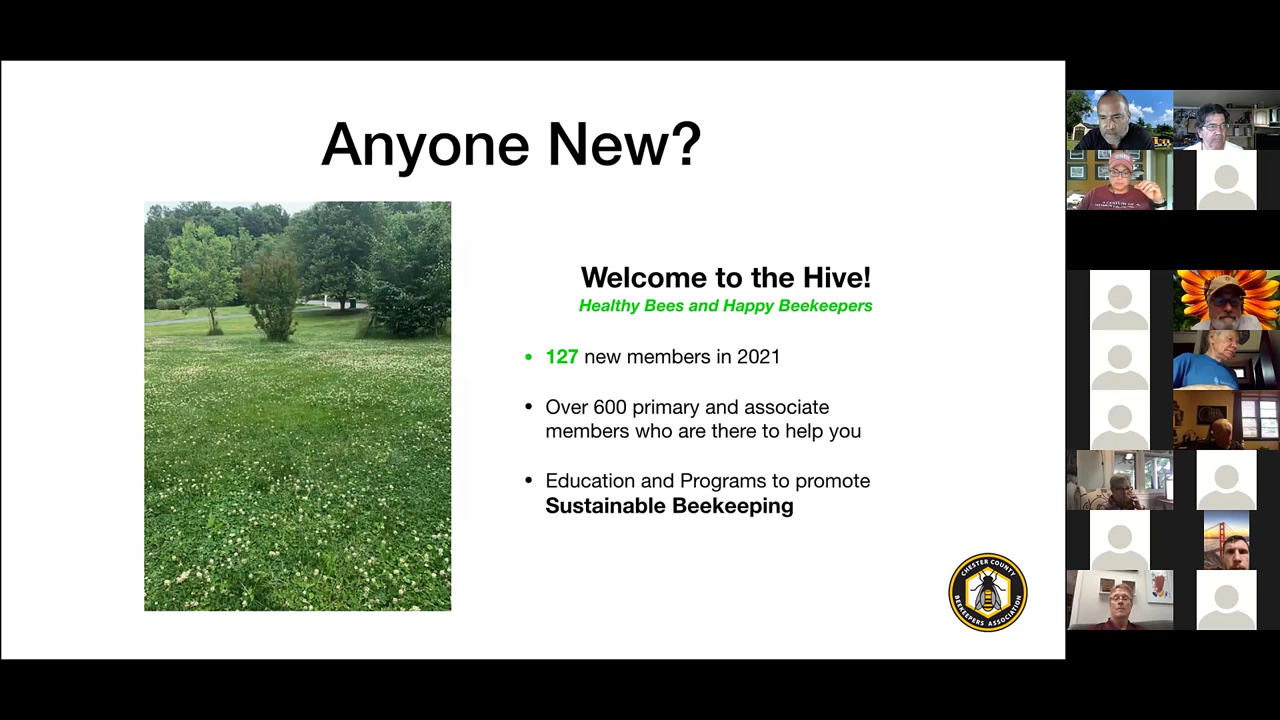 Anyone New?
Welcome to the Hive!
Healthy Bees and Happy Beekeepers
• 127 new members in 2021
• Over 600 primary and associate
members who are there to help you
• Education and Programs to promote
Sustainable Beekeeping
CHESTER COUNTY
BEEKEEPERS ASSOCIATION